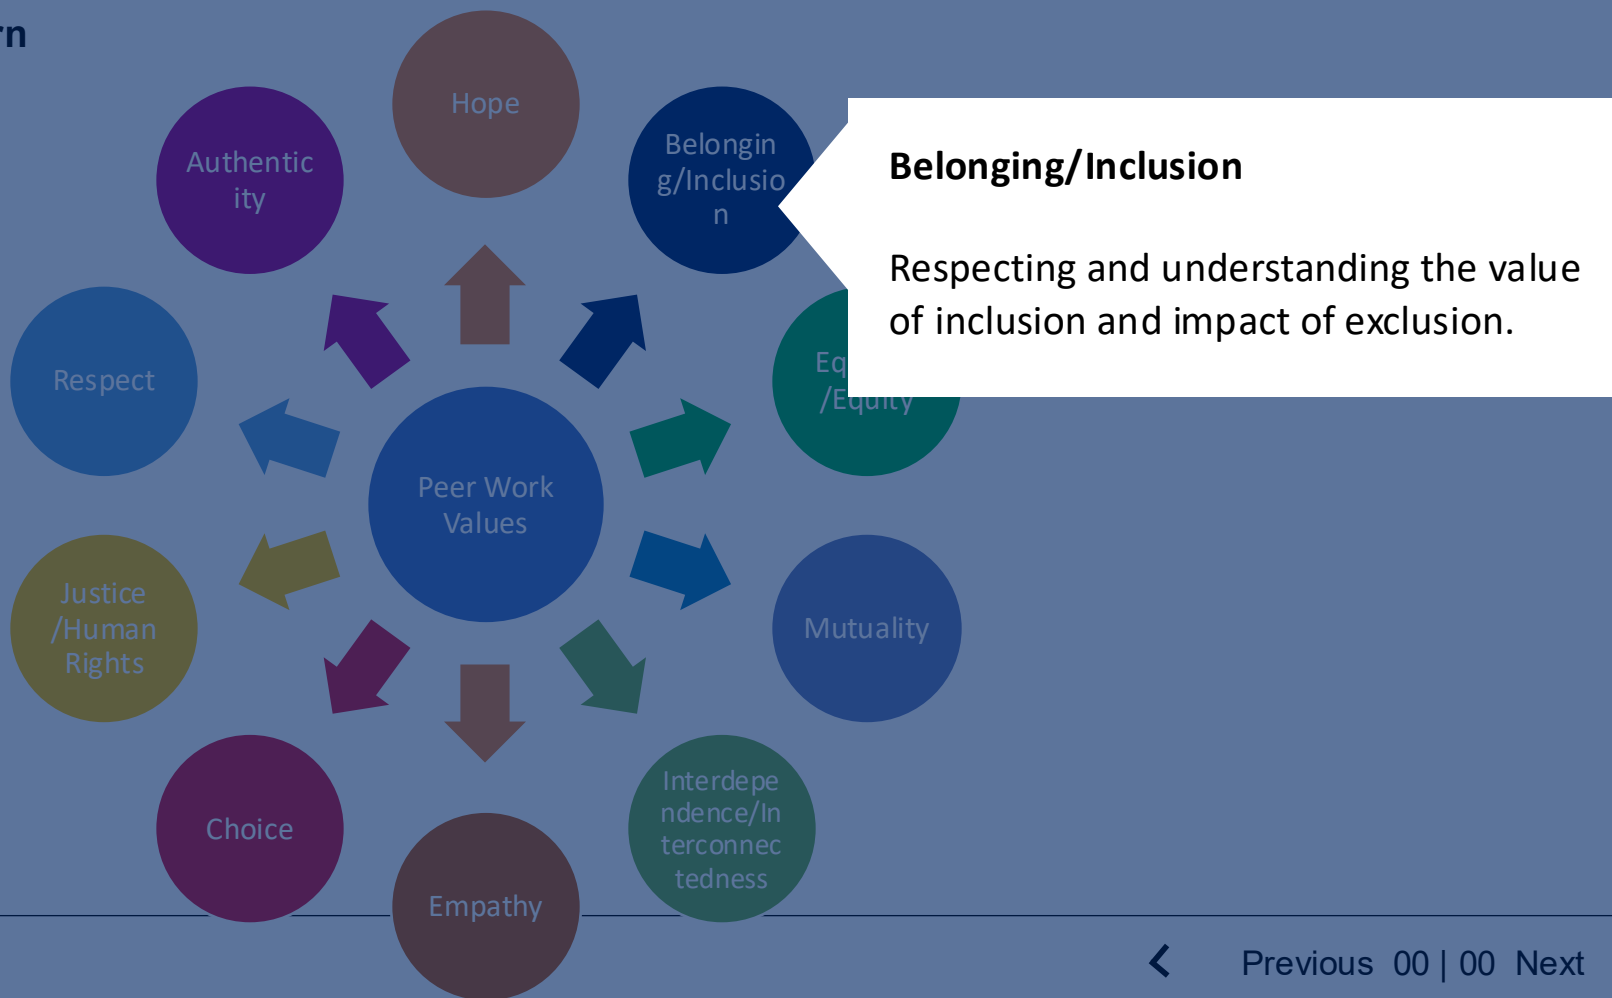 rn
Hope
Belongin
g/Inclusio
n
Belonging/Inclusion
Respecting and understanding the value
of inclusion and impact of exclusion.
Authentic
ity
Respect
Eq
/Equity
Peer Work
Values
Justice
/Human
Rights
Mutuality
Choice
Interdepe
ndence/In
terconnec
tedness
Empathy
Previous 00 | 00 Next